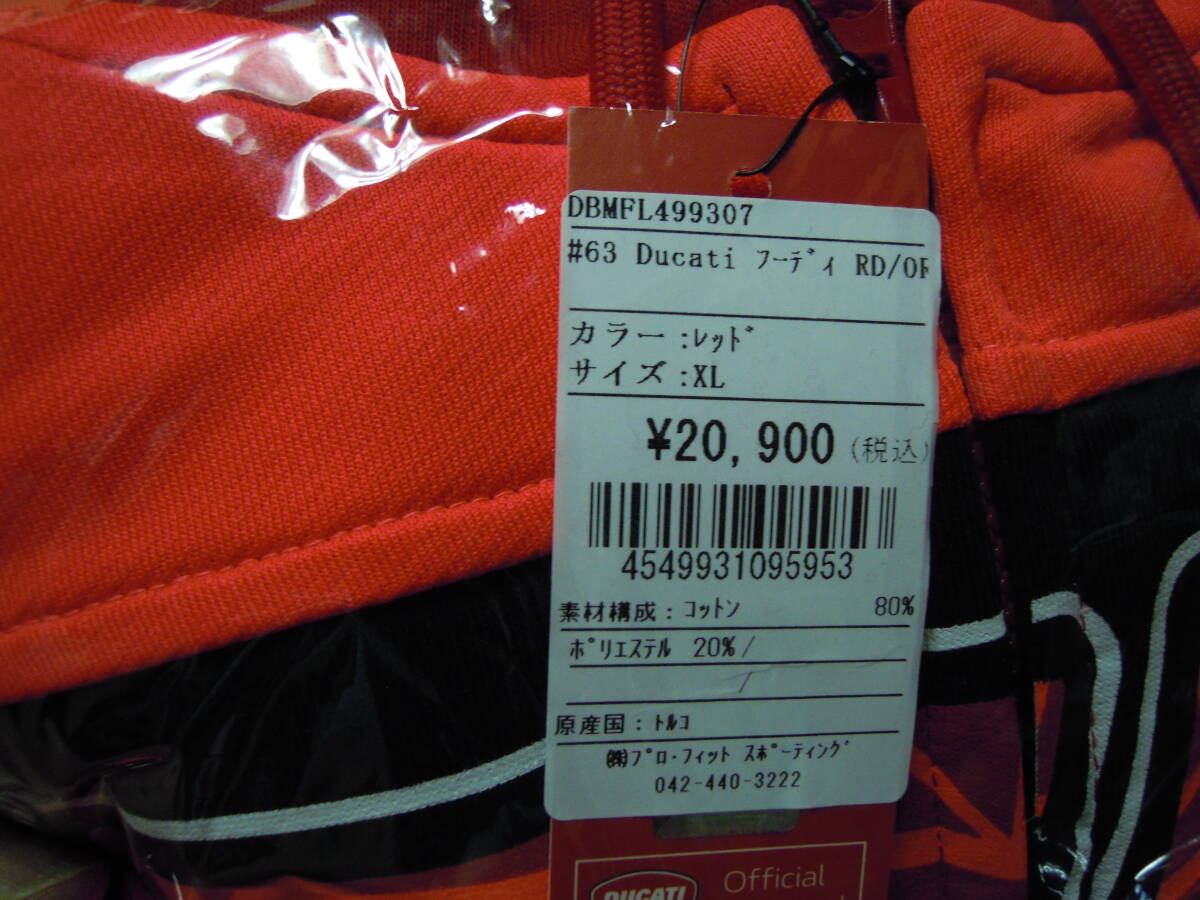 DBMFL499307
#63 Ducati ﾌｰﾃﾞｨ RD/OR
カラー:ﾚｯﾄﾞ
サイズ:XL
¥20,900 (税込)
4549931095953
素材構成: ｺｯﾄﾝ 80%
ﾎﾟﾘｴｽﾃﾙ 20%/
/
原産国: ﾄﾙｺ
㈱ﾌﾟﾛ･ﾌｨｯﾄ ｽﾎﾟｰﾃｨﾝｸﾞ
042-440-3222
DUCATI
Official